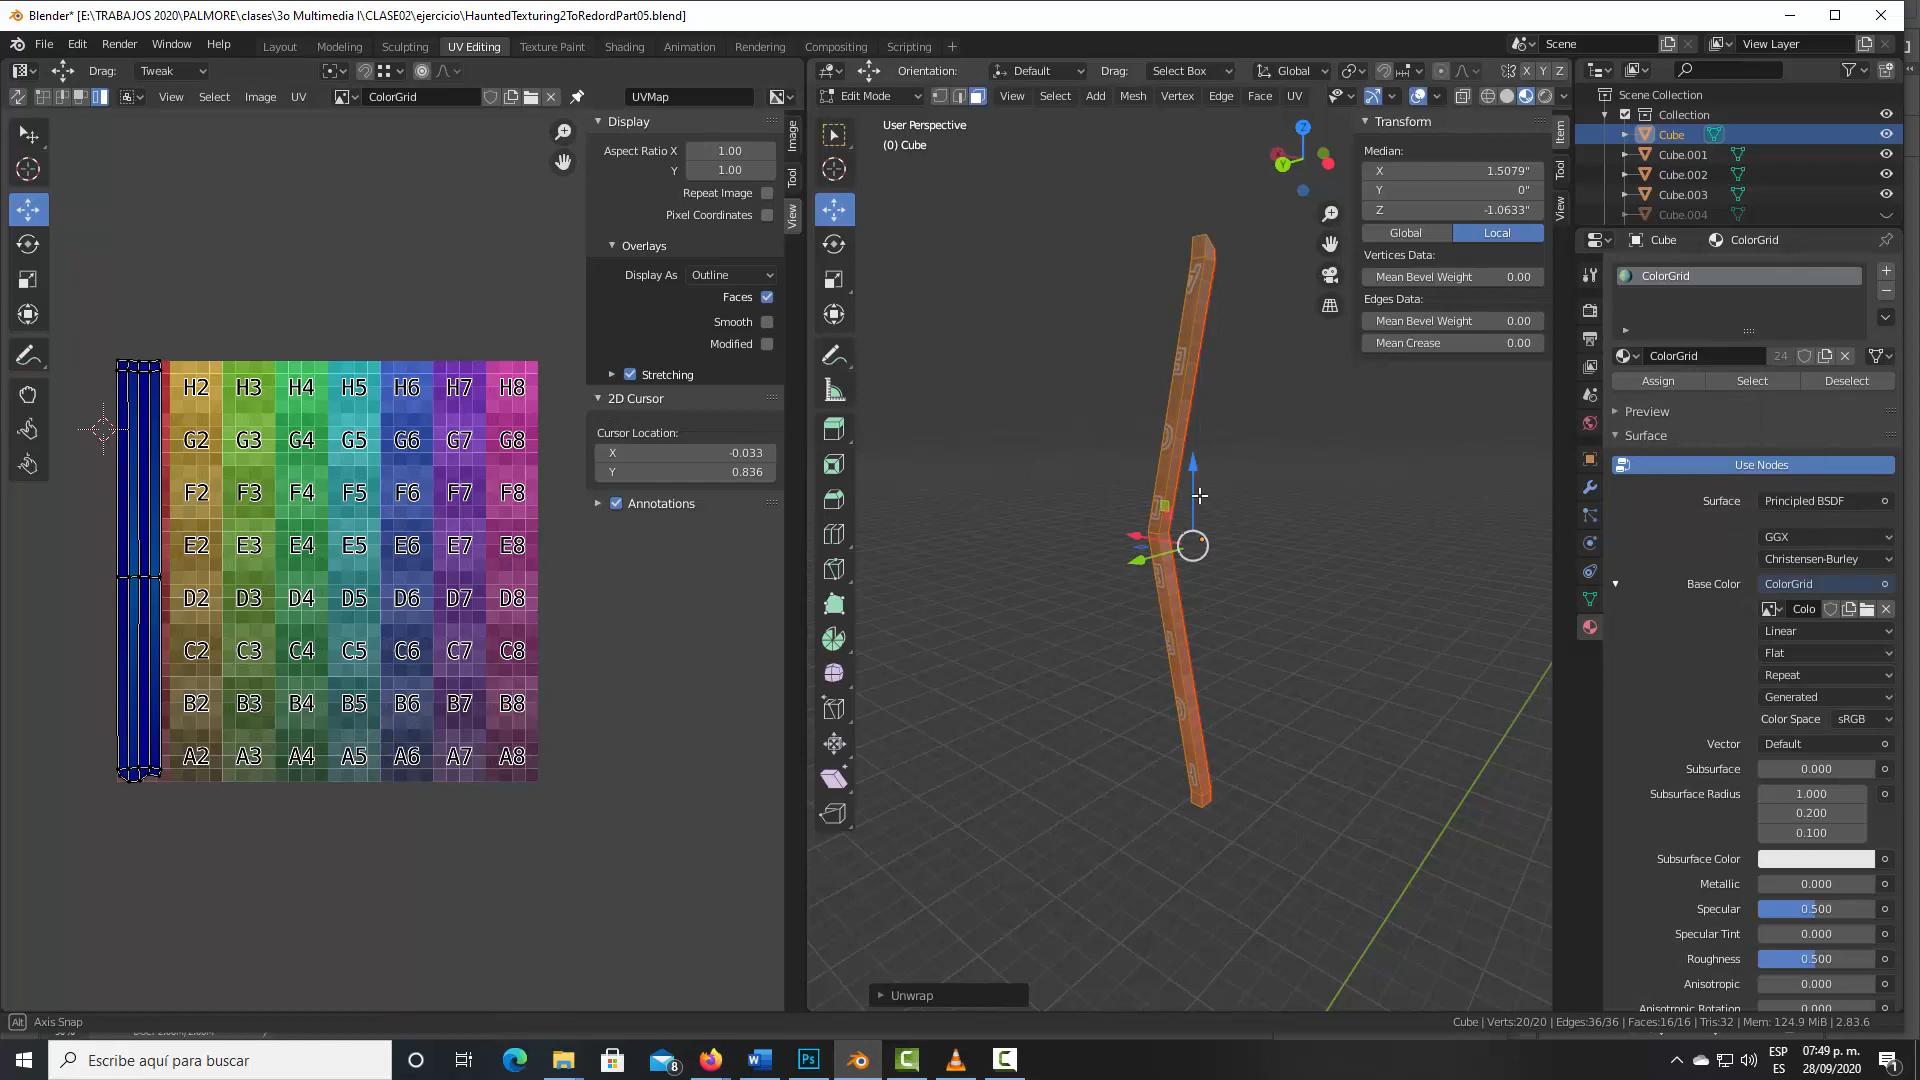 Blender* [E:\TRABAJOS 2020\PALMORE\clases\3o Multimedia I\CLASE02\ejercicio\HauntedTexturing2ToRedordPart05.blend]
File Edit Render Window Help Layout Modeling Sculpting UV Editing Texture Paint Shading Animation Rendering Compositing Scripting + Scene View Layer
Drag: Tweak Orientation: Default Drag: Select Box Global X Y Z
View Select Image UV ColorGrid UVMap Edit Mode View Select Add Mesh Vertex Edge Face UV
Scene Collection
Collection
Cube
Cube.001
Cube.002
Cube.003
Cube.004
Display
Aspect Ratio X 1.00
Y 1.00
Repeat Image
Pixel Coordinates
Overlays
Display As Outline
Faces
Smooth
Modified
Stretching
2D Cursor
Cursor Location:
X -0.033
Y 0.836
Annotations
Image
Tool
View
H2 H3 H4 H5 H6 H7 H8
G2 G3 G4 G5 G6 G7 G8
F2 F3 F4 F5 F6 F7 F8
E2 E3 E4 E5 E6 E7 E8
D2 D3 D4 D5 D6 D7 D8
C2 C3 C4 C5 C6 C7 C8
B2 B3 B4 B5 B6 B7 B8
A2 A3 A4 A5 A6 A7 A8
User Perspective
(0) Cube
Z
Y
Transform
Median:
X 1.5079"
Y 0"
Z -1.0633"
Global Local
Vertices Data:
Mean Bevel Weight 0.00
Edges Data:
Mean Bevel Weight 0.00
Mean Crease 0.00
Item
Tool
View
Unwrap
Cube ColorGrid
ColorGrid
ColorGrid 24
Assign Select Deselect
Preview
Surface
Use Nodes
Surface Principled BSDF
GGX
Christensen-Burley
Base Color ColorGrid
Colo
Linear
Flat
Repeat
Generated
Color Space sRGB
Vector Default
Subsurface 0.000
Subsurface Radius 1.000
0.200
0.100
Subsurface Color
Metallic 0.000
Specular 0.500
Specular Tint 0.000
Roughness 0.500
Anisotropic 0.000
Anisotropic Rotation 0.000
Alt Axis Snap
Cube | Verts:20/20 | Edges:36/36 | Faces:16/16 | Tris:32 | Mem: 124.9 MiB | 2.83.6
Escribe aquí para buscar
8
W
Ps
ESP
ES
07:49 p. m.
28/09/2020
1